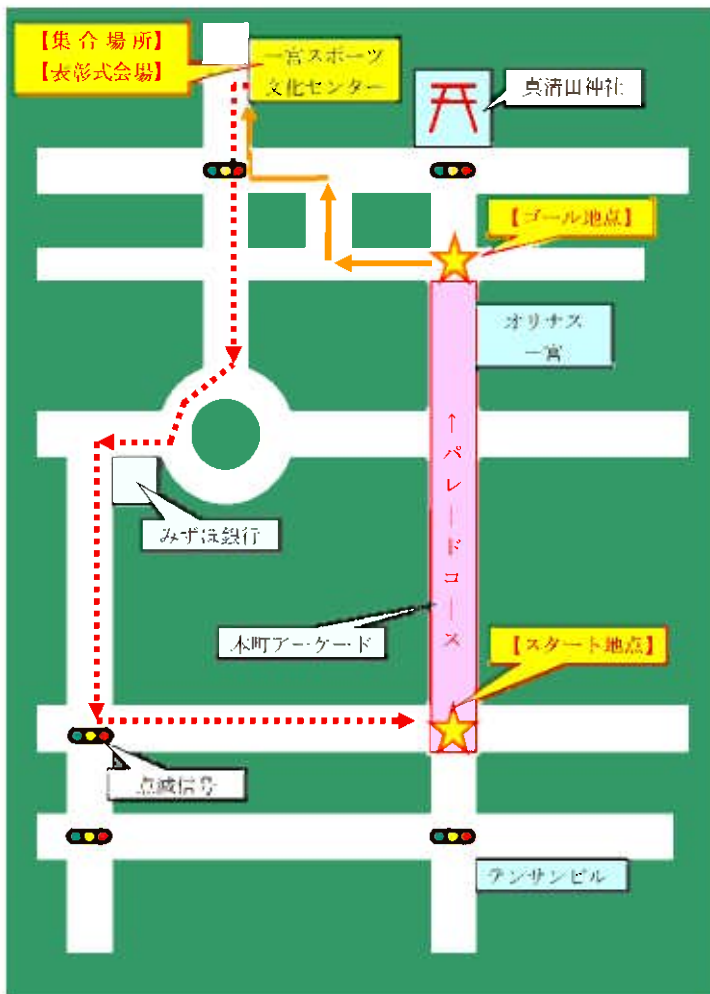 【集合場所】
【表彰式会場】
一宮スポーツ
文化センター
真清田神社
【ゴール地点】
オリナス
一宮
↑パレードコース
みずほ銀行
本町アーケード
【スタート地点】
点滅信号
テンサンビル